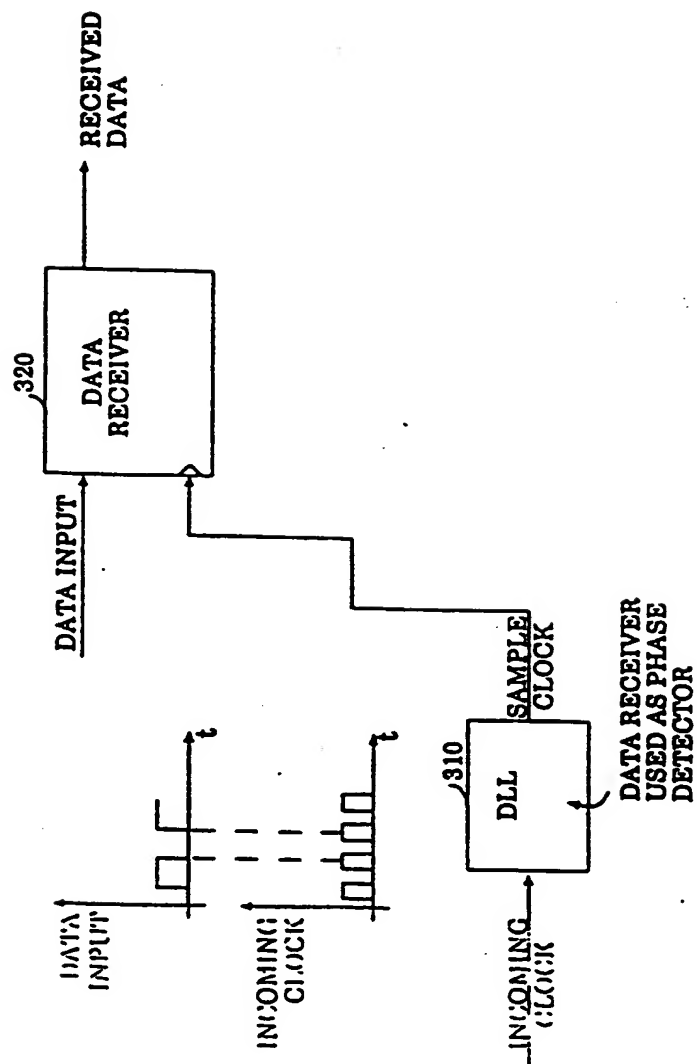 DATA
INPUT
t
INCOMING
CLOCK
t
DATA INPUT
320
DATA
RECEIVER
RECEIVED
DATA
INCOMING
CLOCK
310
DLL
SAMPLE
CLOCK
DATA RECEIVER
USED AS PHASE
DETECTOR